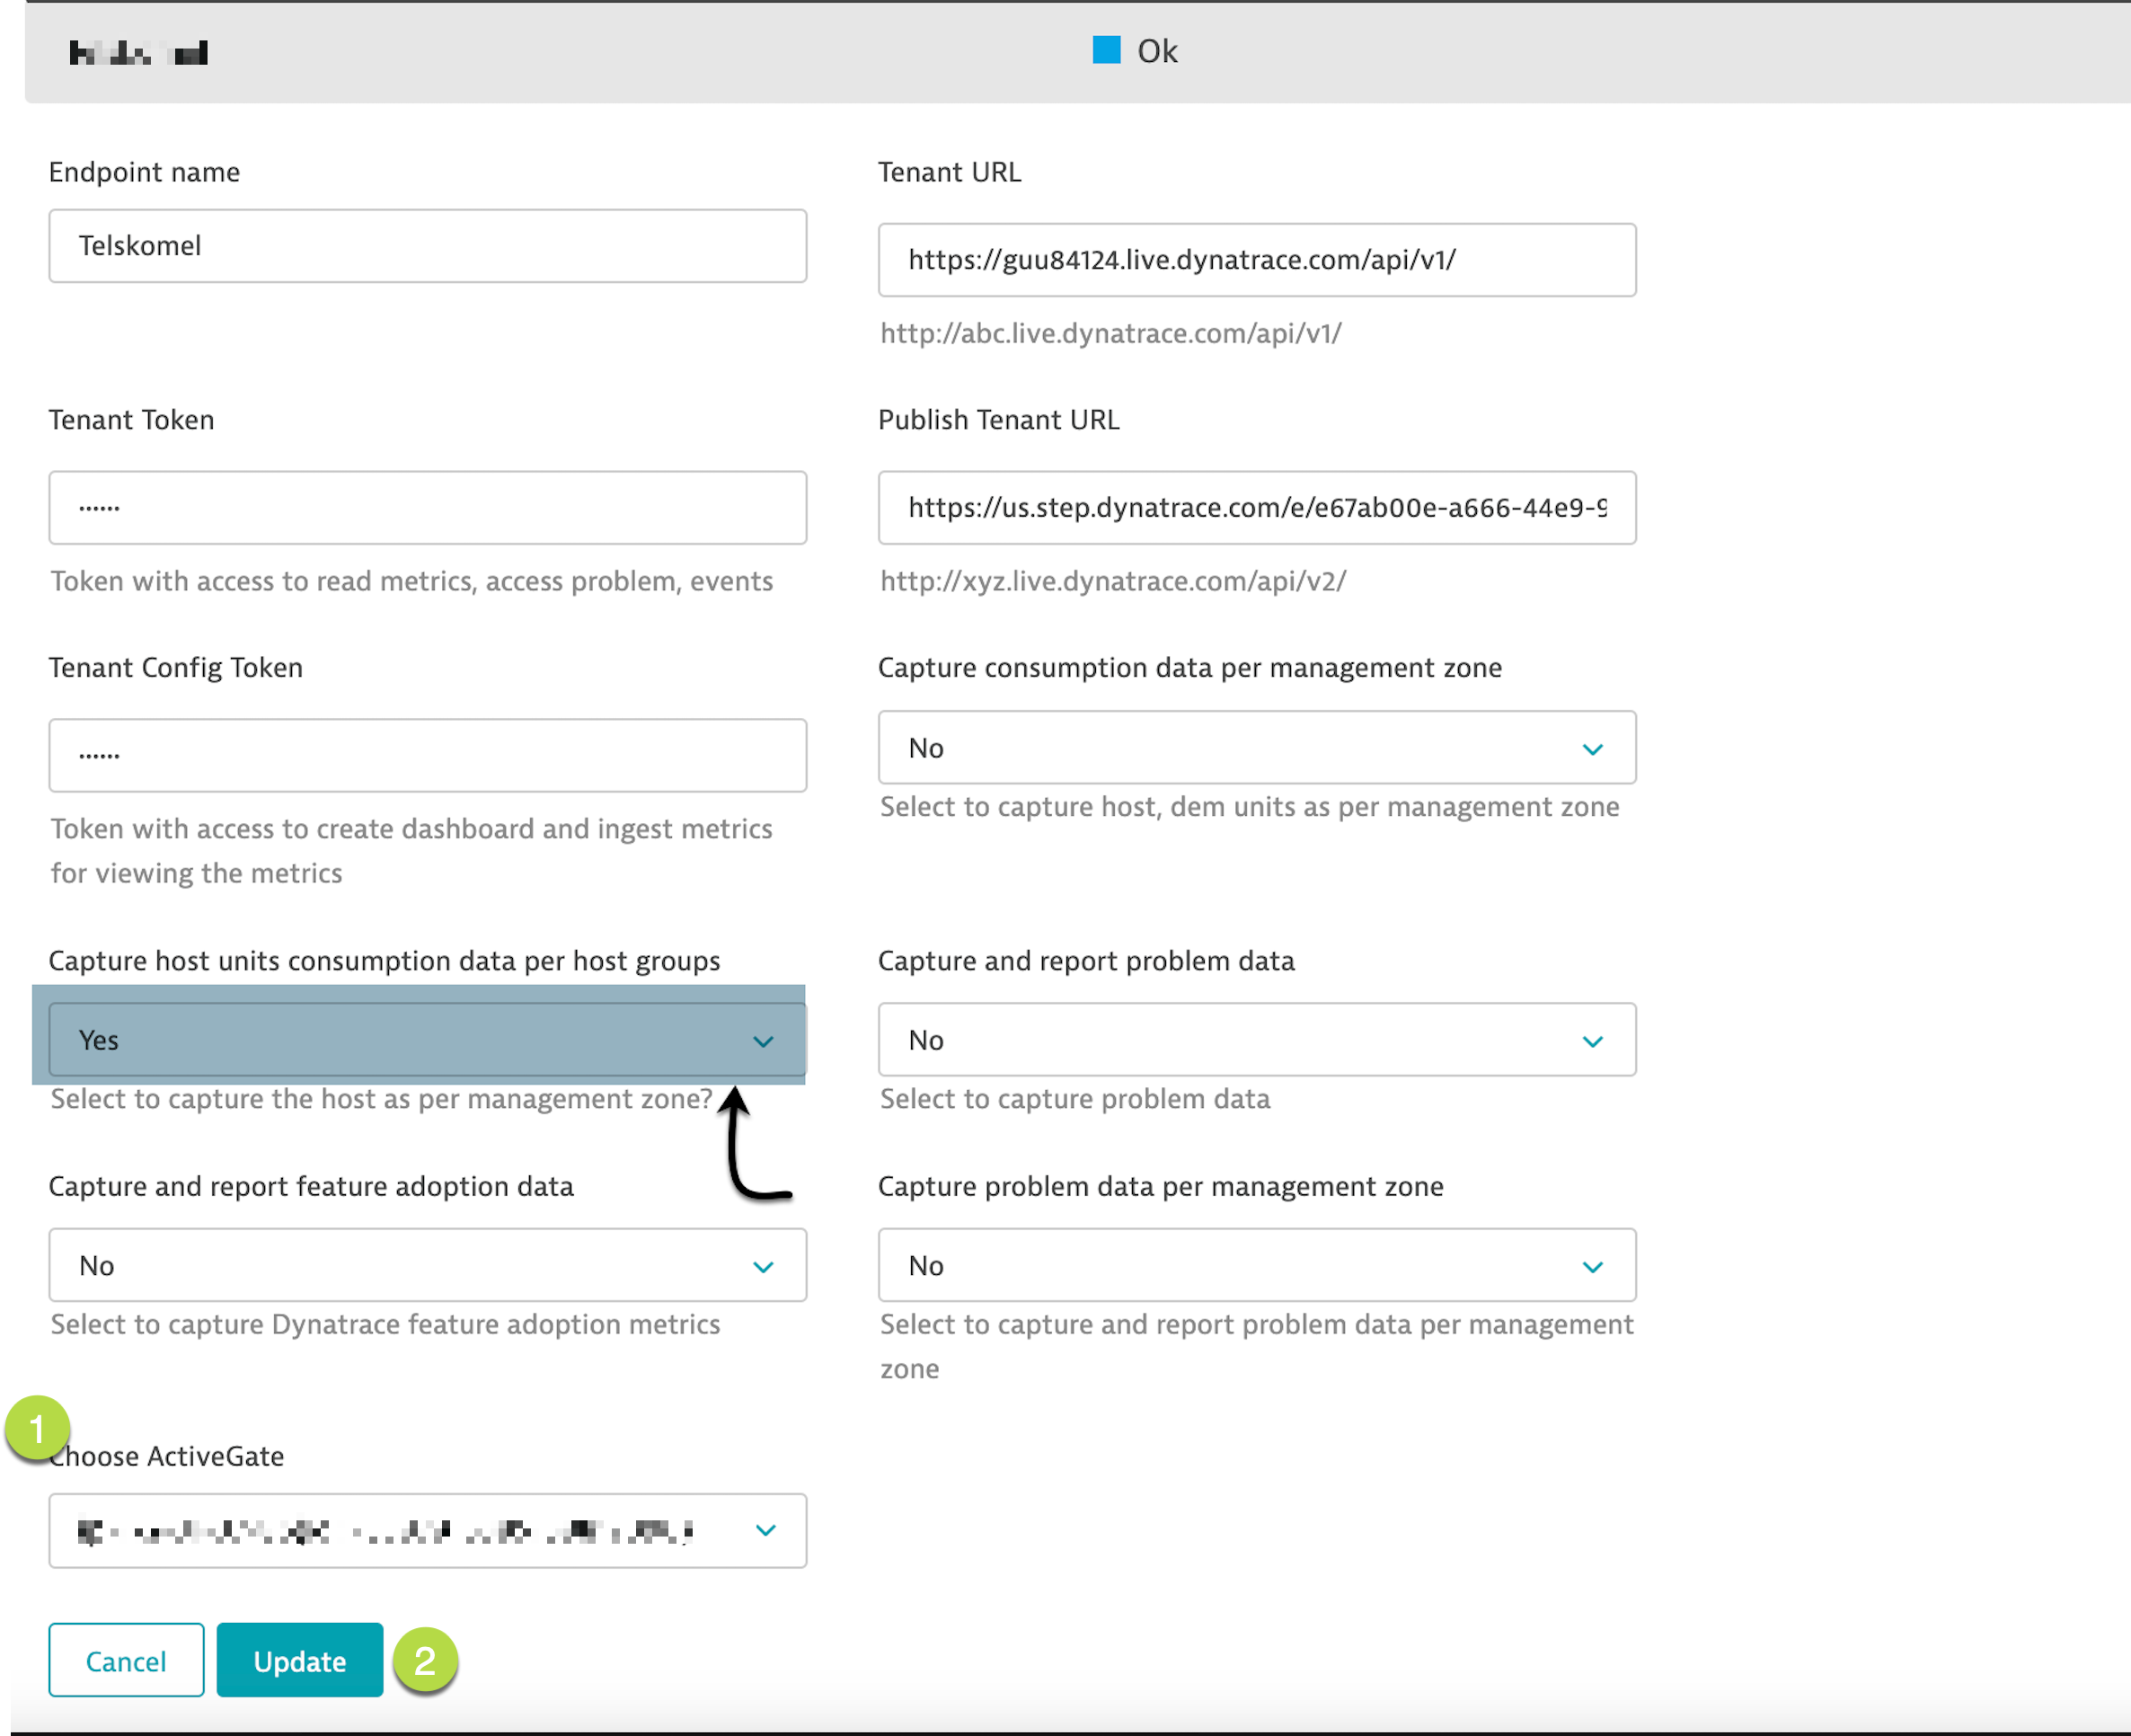 Ok
Endpoint name
Tenant URL
Telskomel
https://guu84124.live.dynatrace.com/api/v1/
http://abc.live.dynatrace.com/api/v1/
Tenant Token
Publish Tenant URL
······
https://us.step.dynatrace.com/e/e67ab00e-a666-44e9-9
Token with access to read metrics, access problem, events
http://xyz.live.dynatrace.com/api/v2/
Tenant Config Token
Capture consumption data per management zone
······
No
Select to capture host, dem units as per management zone
Token with access to create dashboard and ingest metrics
for viewing the metrics
Capture host units consumption data per host groups
Capture and report problem data
Yes
No
Select to capture the host as per management zone?
Select to capture problem data
Capture and report feature adoption data
Capture problem data per management zone
No
No
Select to capture Dynatrace feature adoption metrics
Select to capture and report problem data per management
zone
1
Choose ActiveGate
Cancel
Update
2